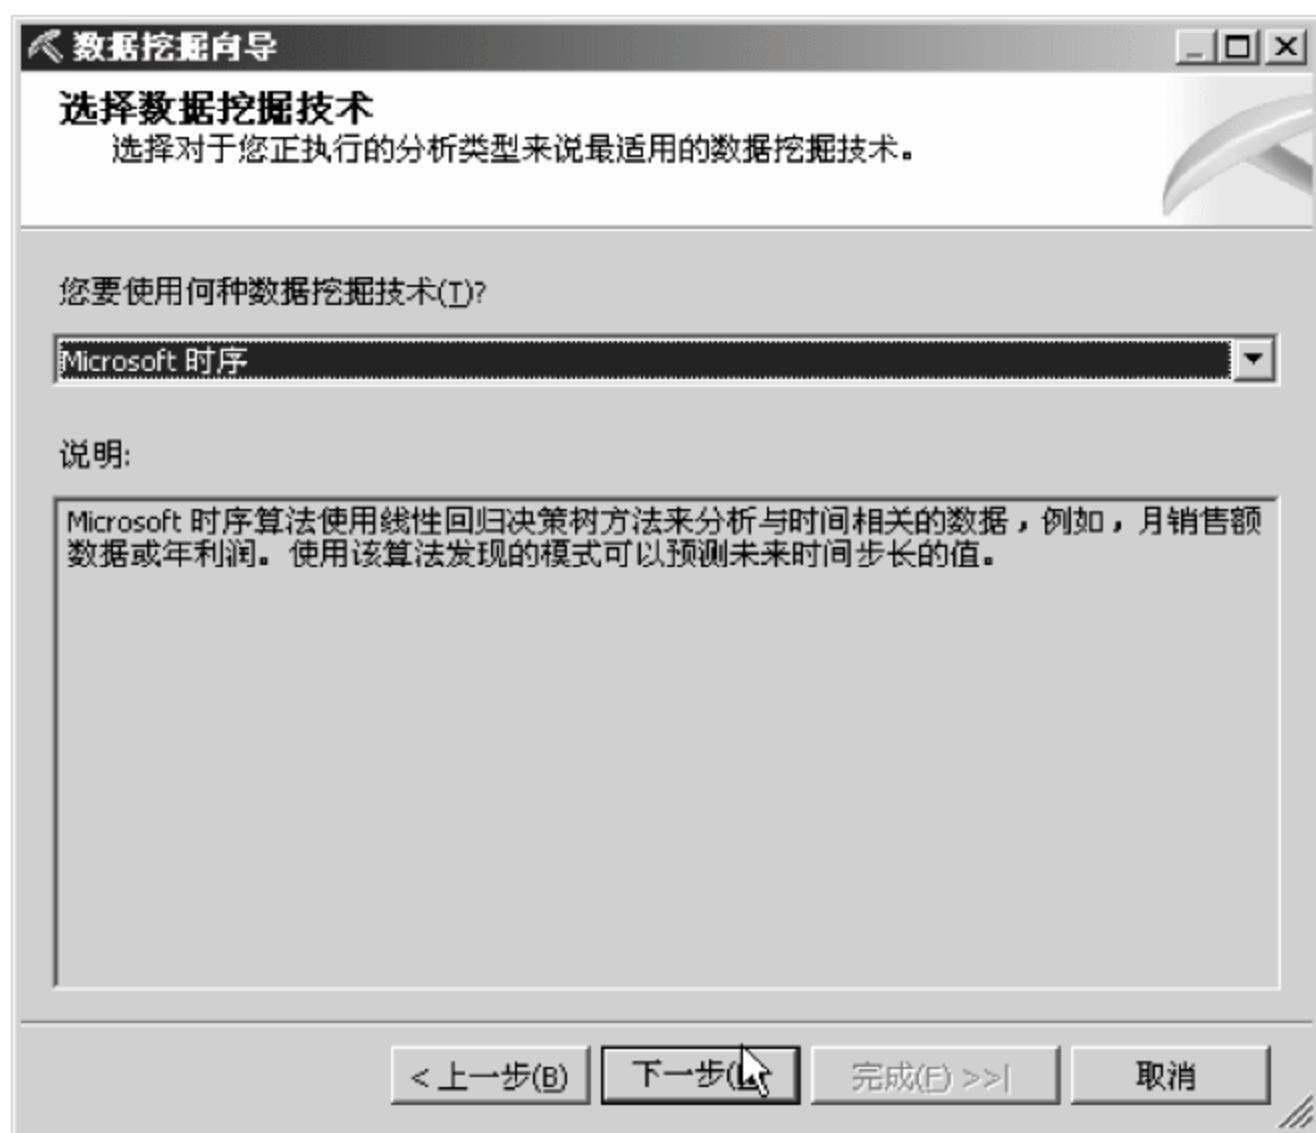 数据挖掘向导
选择数据挖掘技术
选择对于您正执行的分析类型来说最适用的数据挖掘技术。
您要使用何种数据挖掘技术(T)?
Microsoft 时序
说明:
Microsoft 时序算法使用线性回归决策树方法来分析与时间相关的数据，例如，月销售额
数据或年利润。使用该算法发现的模式可以预测未来时间步长的值。
< 上一步(B) 下一步( 完成(F) >>| 取消